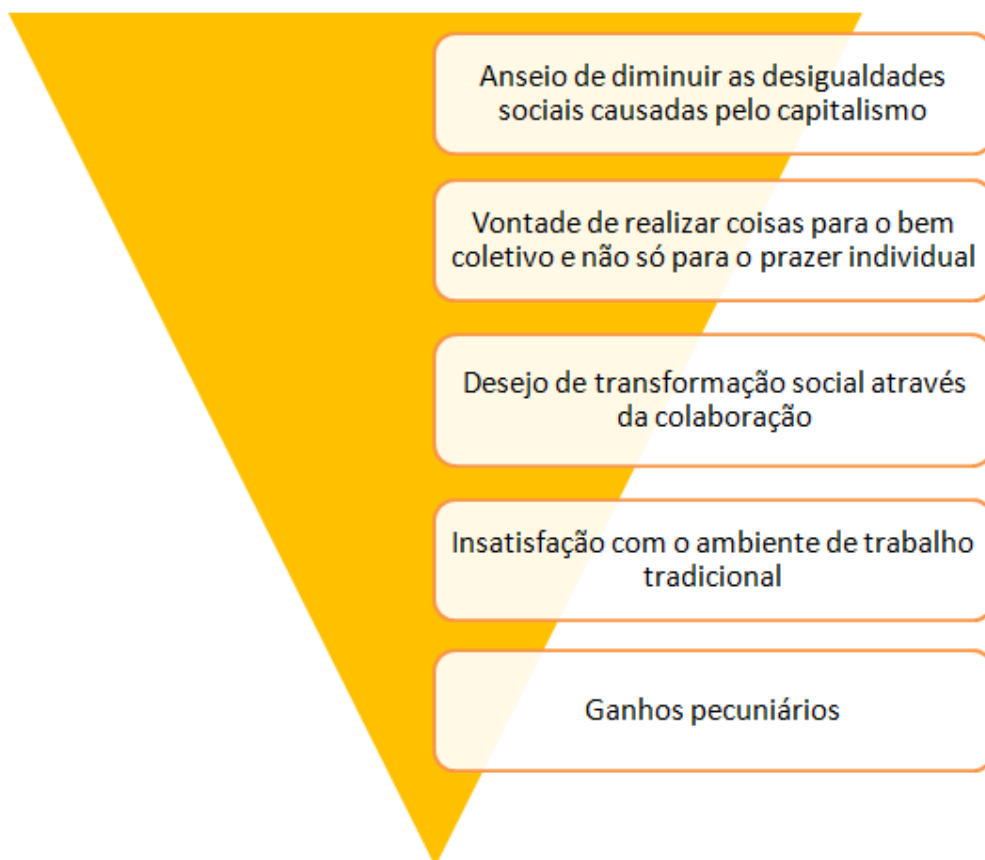 Anseio de diminuir as desigualdades
sociais causadas pelo capitalismo
Vontade de realizar coisas para o bem
coletivo e não só para o prazer individual
Desejo de transformação social através
da colaboração
Insatisfação com o ambiente de trabalho
tradicional
Ganhos pecuniários